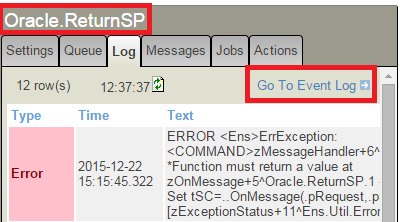 Oracle.ReturnSP
Settings Queue Log Messages Jobs Actions
12 row(s) 12:37:37 Go To Event Log
Type Time Text
ERROR <Ens>ErrException:
<COMMAND>zMessageHandler+6^
*Function must return a value at
Error 2015-12-22 zOnMessage+5^Oracle.ReturnSP.1
15:15:45.322 Set tSC=..OnMessage(.pRequest,.p
[zExceptionStatus+11^Ens.Util.Error